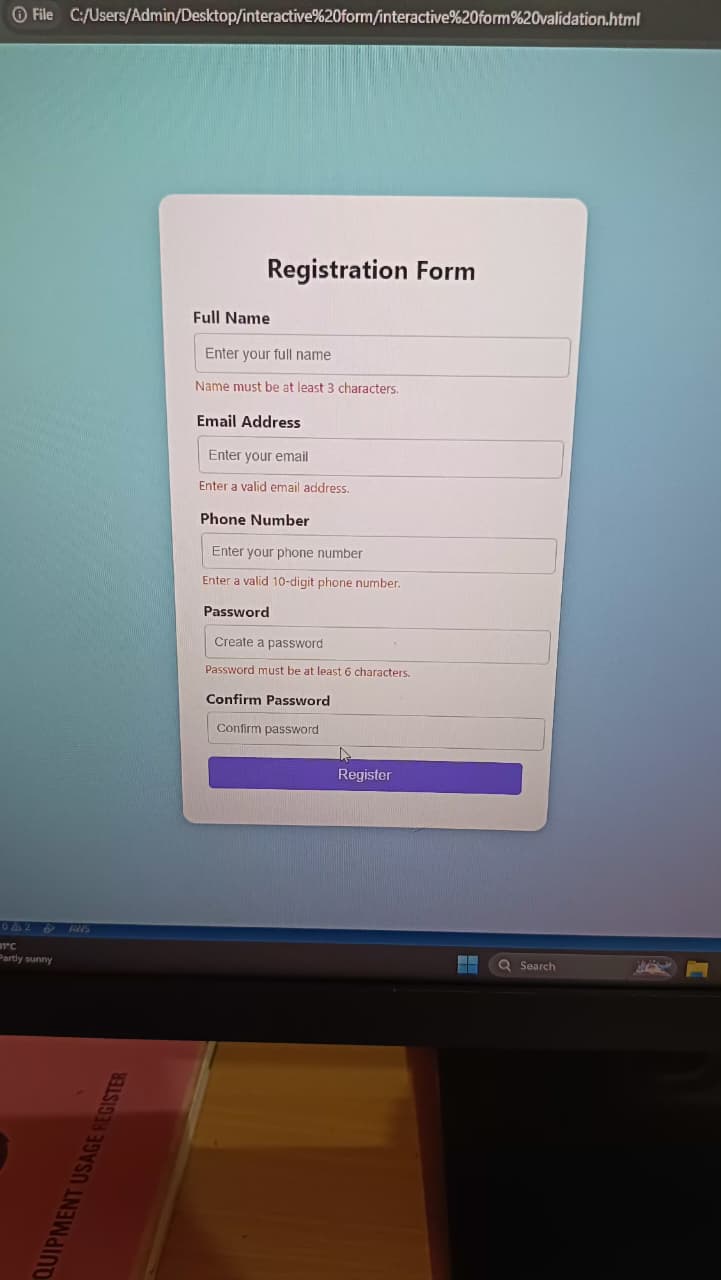 File C:/Users/Admin/Desktop/interactive%20form/interactive%20form%20validation.html
Registration Form
Full Name
Enter your full name
Name must be at least 3 characters.
Email Address
Enter your email
Enter a valid email address.
Phone Number
Enter your phone number
Enter a valid 10-digit phone number.
Password
Create a password
Password must be at least 6 characters.
Confirm Password
Confirm password
Register
0 2
Partly sunny
Search
QUIPMENT USAGE REGISTER